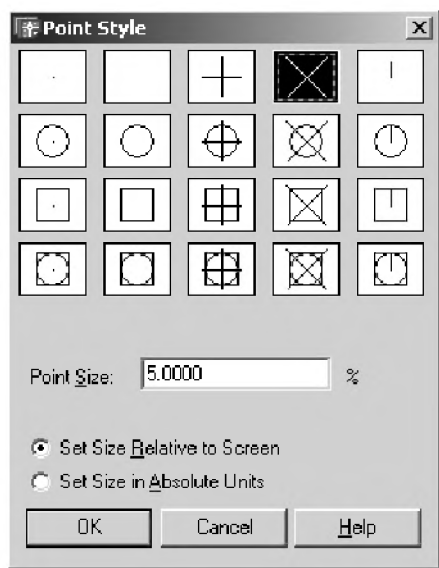 Point Style
Point Size: 5.0000 %
Set Size Relative to Screen
Set Size in Absolute Units
OK Cancel Help